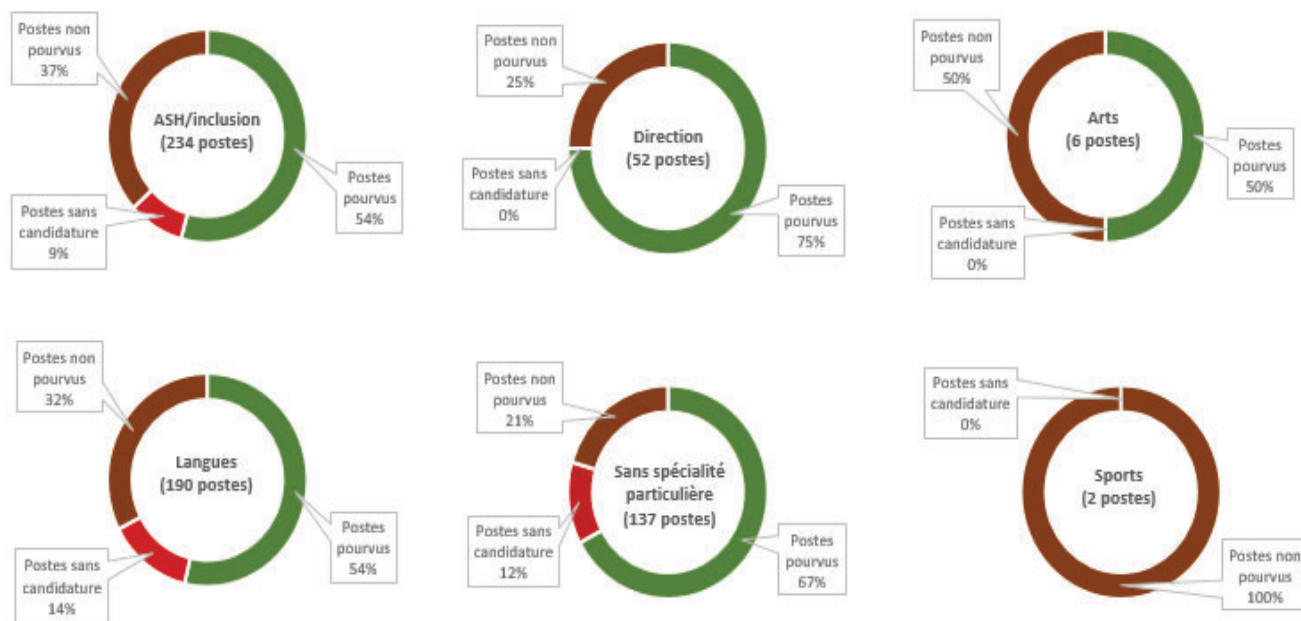 Postes non
pourvus
37%
ASH/inclusion
(234 postes)
Postes
pourvus
54%
Postes sans
candidature
9%
Postes non
pourvus
25%
Direction
(52 postes)
Postes sans
candidature
0%
Postes
pourvus
75%
Postes non
pourvus
50%
Arts
(6 postes)
Postes
pourvus
50%
Postes sans
candidature
0%
Postes non
pourvus
32%
Langues
(190 postes)
Postes
pourvus
54%
Postes sans
candidature
14%
Postes non
pourvus
21%
Sans spécialité
particulière
(137 postes)
Postes sans
candidature
12%
Postes
pourvus
67%
Postes sans
candidature
0%
Sports
(2 postes)
Postes non
pourvus
100%